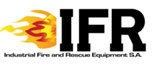 IFR
Industrial Fire and Rescue Equipment S.A.